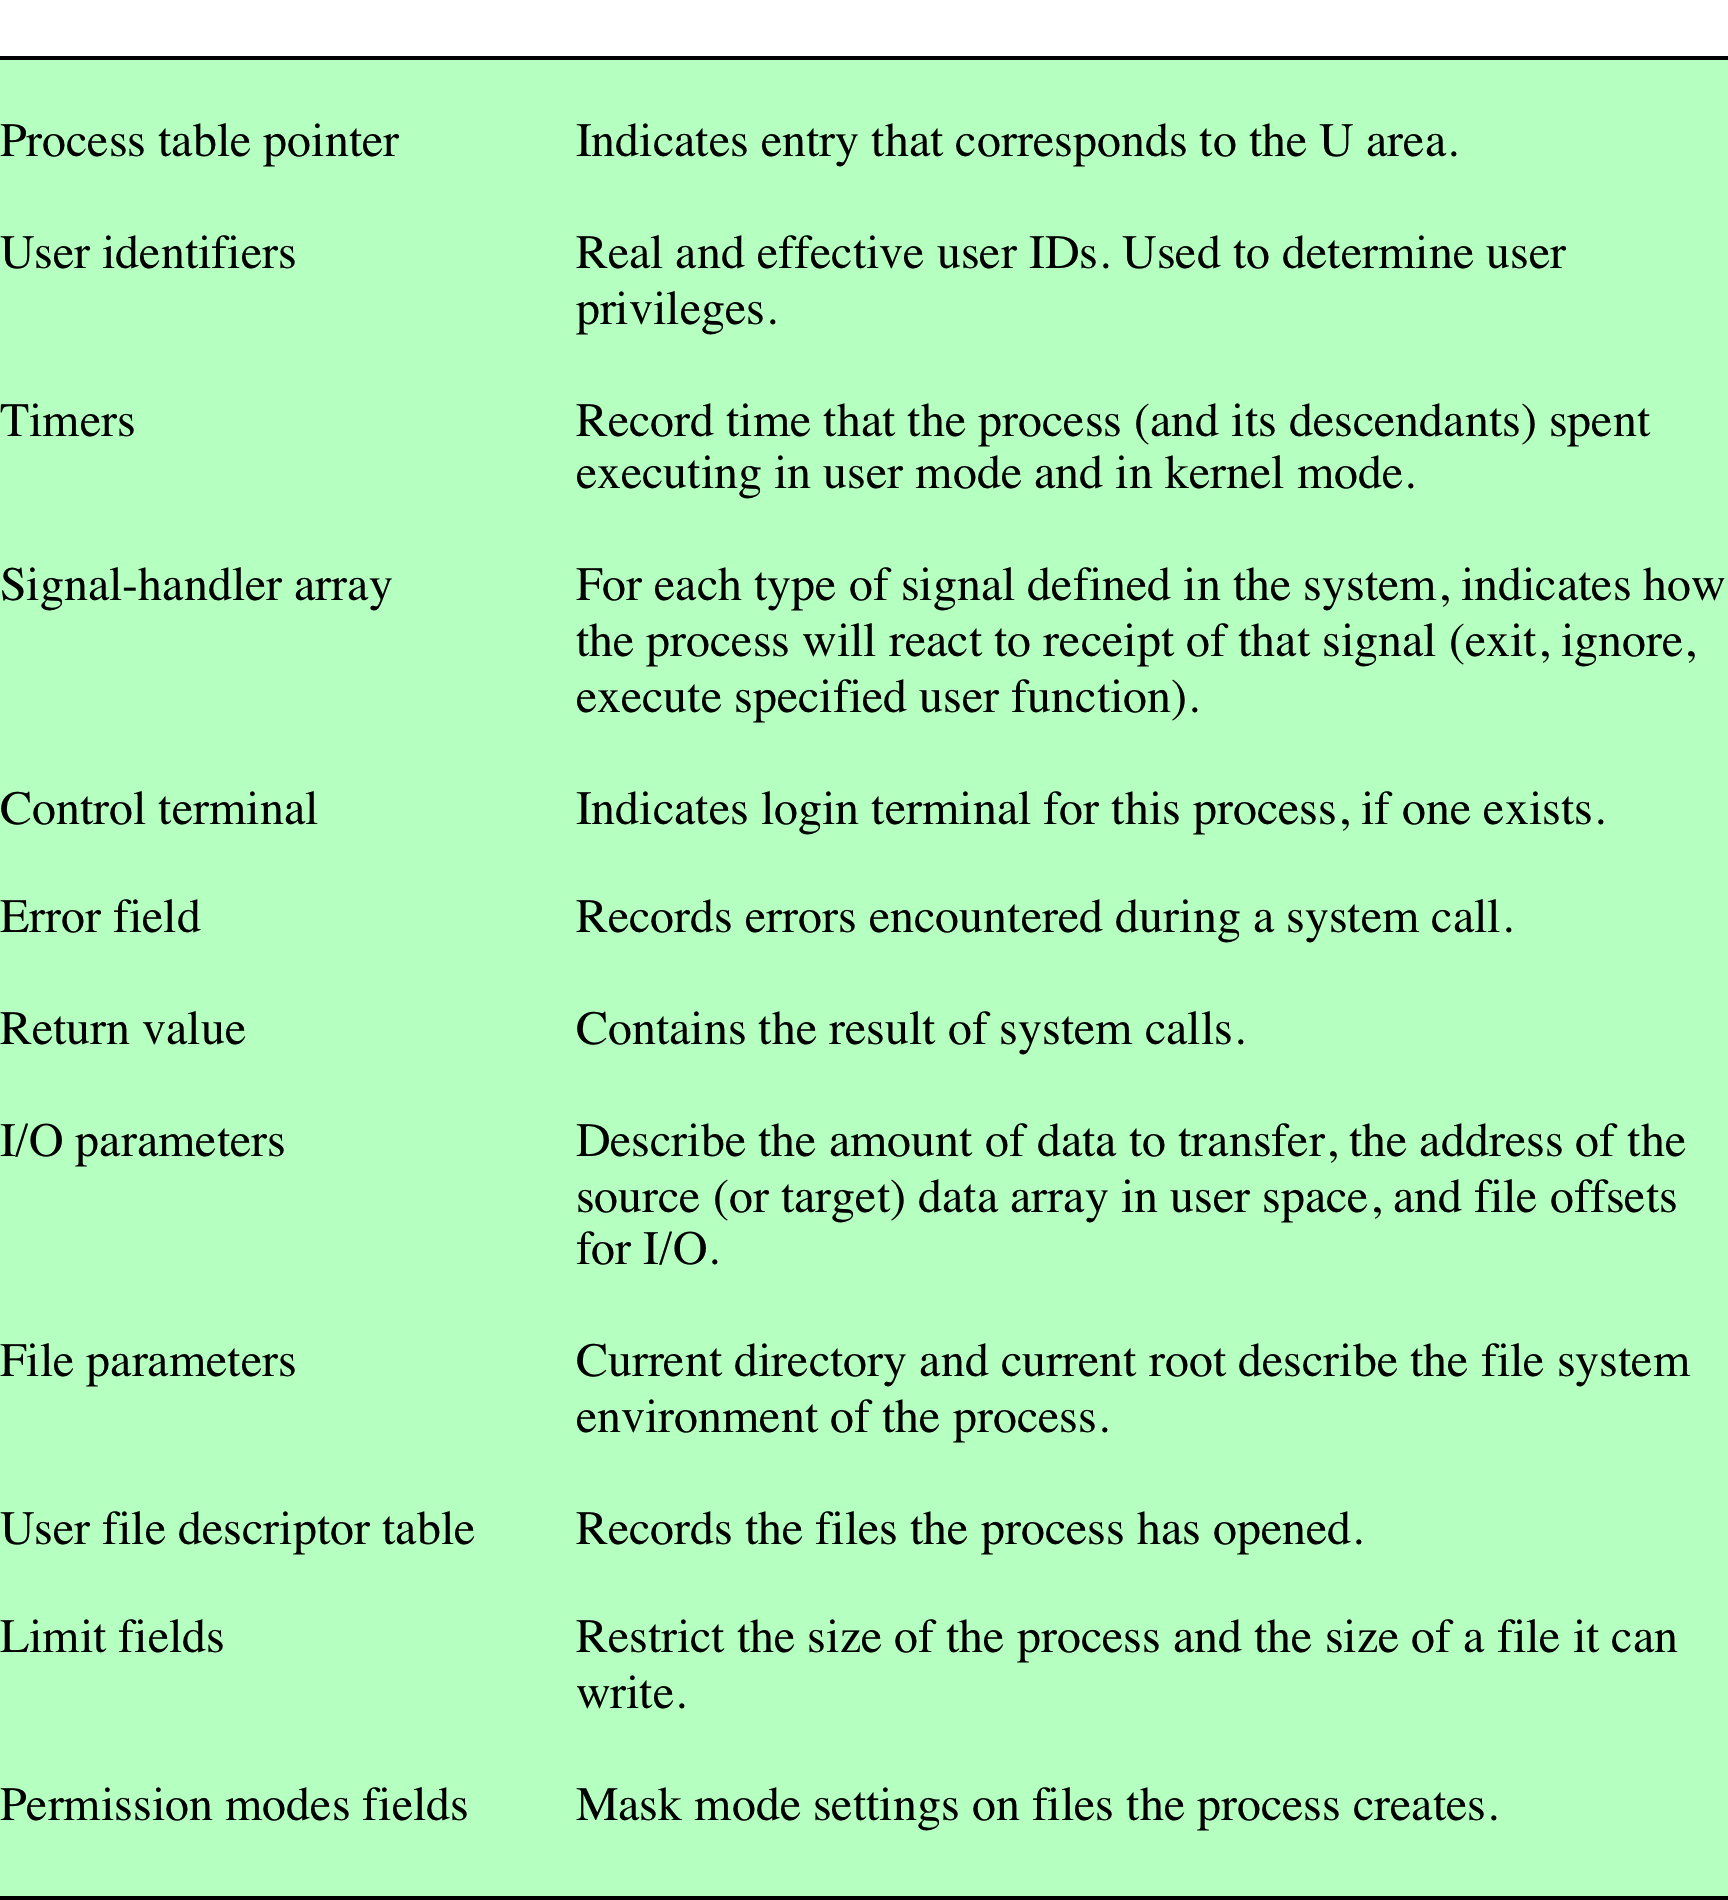 Process table pointer Indicates entry that corresponds to the U area.
User identifiers Real and effective user IDs. Used to determine user
privileges.
Timers Record time that the process (and its descendants) spent
executing in user mode and in kernel mode.
Signal-handler array For each type of signal defined in the system, indicates how
the process will react to receipt of that signal (exit, ignore,
execute specified user function).
Control terminal Indicates login terminal for this process, if one exists.
Error field Records errors encountered during a system call.
Return value Contains the result of system calls.
I/O parameters Describe the amount of data to transfer, the address of the
source (or target) data array in user space, and file offsets
for I/O.
File parameters Current directory and current root describe the file system
environment of the process.
User file descriptor table Records the files the process has opened.
Limit fields Restrict the size of the process and the size of a file it can
write.
Permission modes fields Mask mode settings on files the process creates.